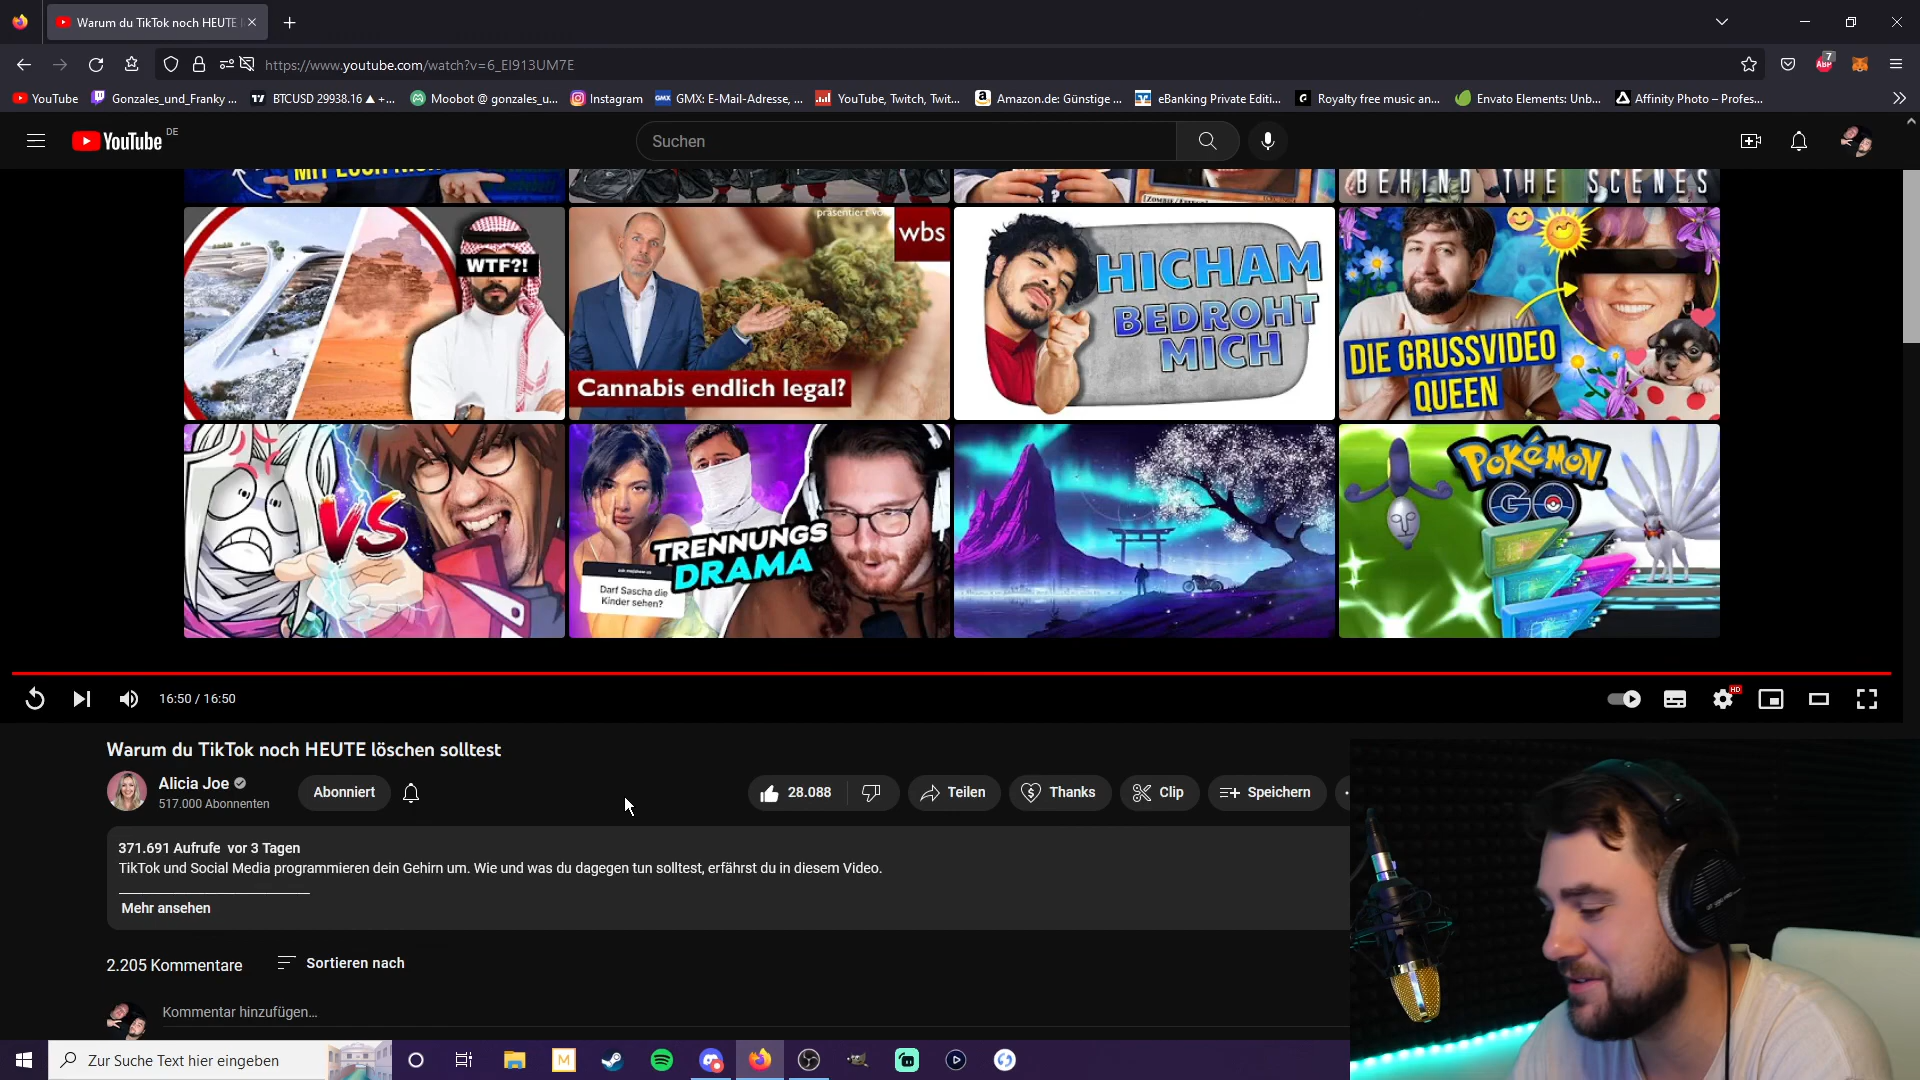 Warum du TikTok noch HEUTE
https://www.youtube.com/watch?v=6_EI913UM7E
7
ABP
YouTube
Gonzales_und_Franky ...
BTCUSD 29938.16 ▲ +...
Moobot @ gonzales_u...
Instagram
GMX: E-Mail-Adresse, ...
YouTube, Twitch, Twit...
Amazon.de: Günstige ...
eBanking Private Editi...
Royalty free music an...
Envato Elements: Unb...
Affinity Photo – Profes...
YouTube DE
Suchen
BEHIND THE SCENES
WTF?!
präsentiert vo
wbs
Cannabis endlich legal?
HICHAM
BEDROHT
MICH
DIE GRUSSVIDEO
QUEEN
VS
TRENNUNGS
DRAMA
Darf Sascha die
Kinder sehen?
POKÉMON
GO
16:50 / 16:50
HD
Warum du TikTok noch HEUTE löschen solltest
Alicia Joe
517.000 Abonnenten
Abonniert
28.088
Teilen
Thanks
Clip
Speichern
371.691 Aufrufe vor 3 Tagen
TikTok und Social Media programmieren dein Gehirn um. Wie und was du dagegen tun solltest, erfährst du in diesem Video.
Mehr ansehen
2.205 Kommentare
Sortieren nach
Kommentar hinzufügen...
Zur Suche Text hier eingeben
M